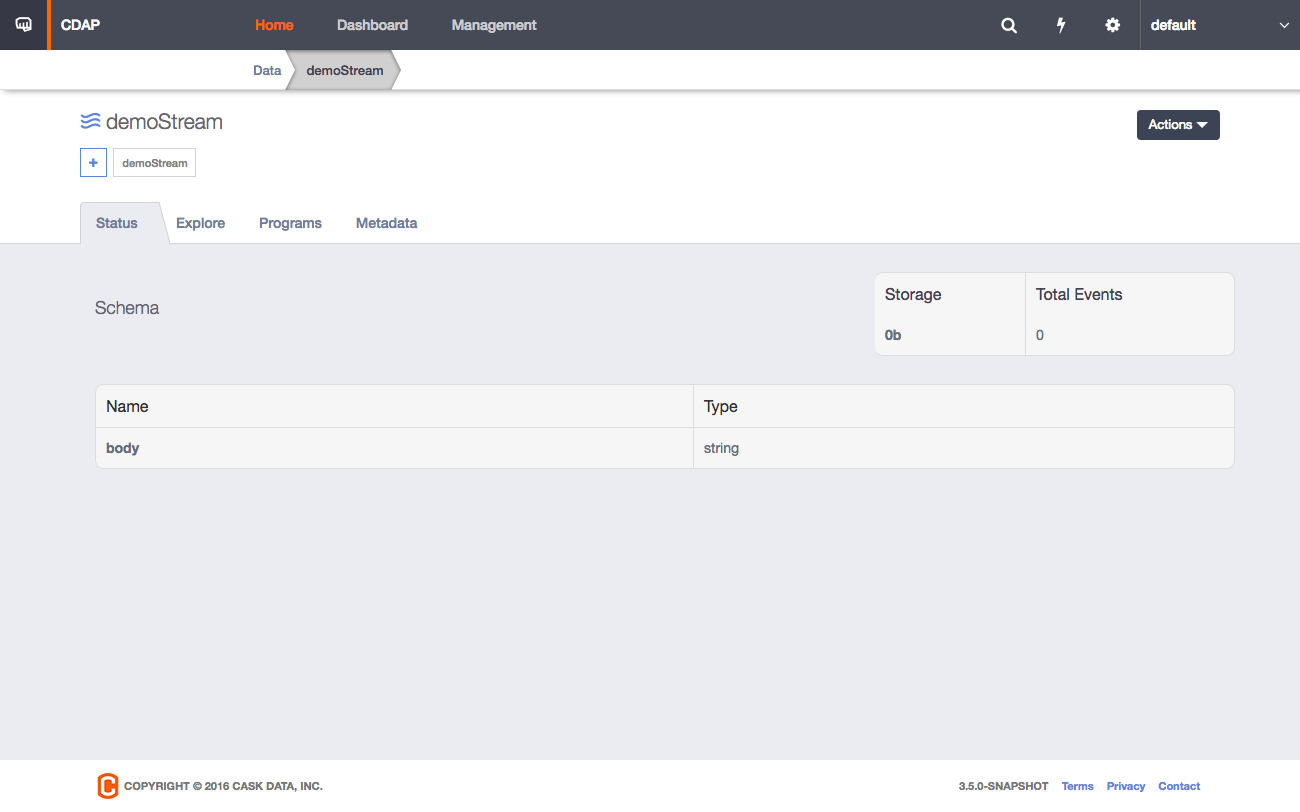 CDAP Home Dashboard Management default
Data demoStream
demoStream
Actions
+ demoStream
Status Explore Programs Metadata
Schema
Storage Total Events
0b 0
Name Type
body string
COPYRIGHT © 2016 CASK DATA, INC. 3.5.0-SNAPSHOT Terms Privacy Contact